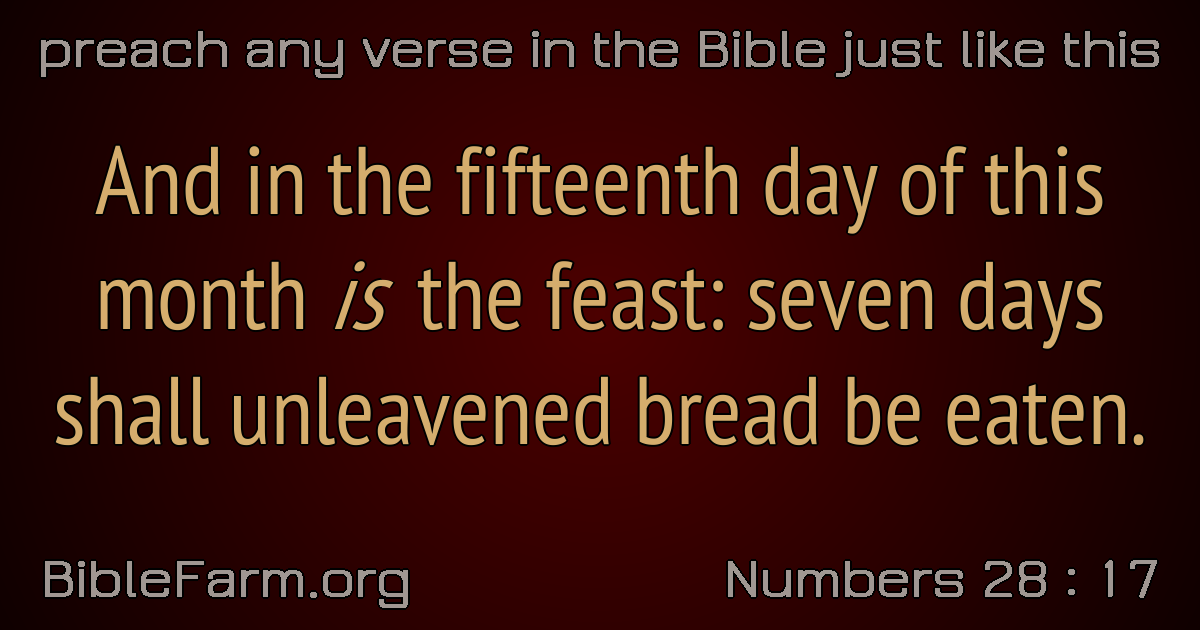 preach any verse in the Bible just like this
And in the fifteenth day of this
month is the feast: seven days
shall unleavened bread be eaten.
BibleFarm.org
Numbers 28 : 17